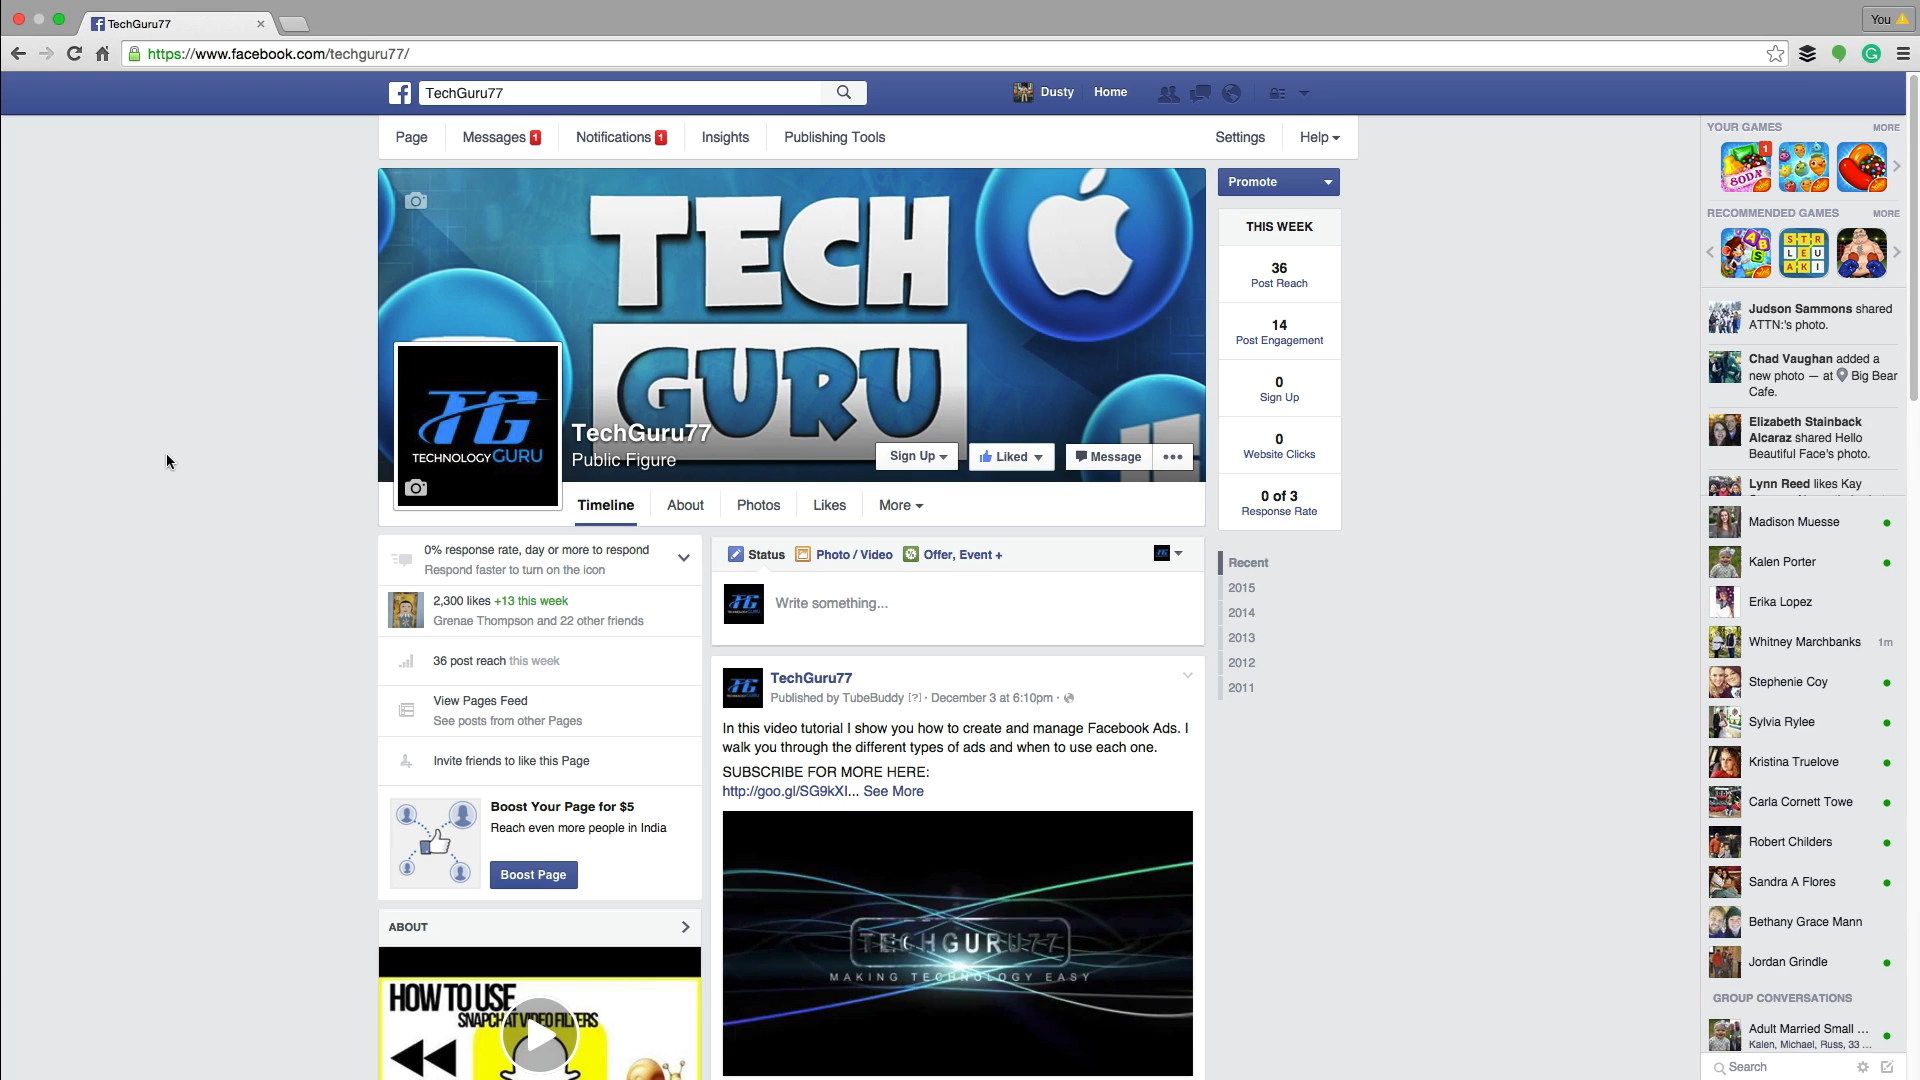 TechGuru77
You
https://www.facebook.com/techguru77/
TechGuru77
Dusty
Home
Page
Messages 1
Notifications 1
Insights
Publishing Tools
Settings
Help
TECH
GURU
TG
TECHNOLOGYGURU
TechGuru77
Public Figure
Sign Up
Liked
Message
•••
Timeline
About
Photos
Likes
More
Promote
THIS WEEK
36
Post Reach
14
Post Engagement
0
Sign Up
0
Website Clicks
0 of 3
Response Rate
Recent
2015
2014
2013
2012
2011
0% response rate, day or more to respond
Respond faster to turn on the icon
2,300 likes +13 this week
Grenae Thompson and 22 other friends
36 post reach this week
View Pages Feed
See posts from other Pages
Invite friends to like this Page
Boost Your Page for $5
Reach even more people in India
Boost Page
ABOUT
HOW TO USE
SNAPCHAT VIDEO FILTERS
Status
Photo / Video
Offer, Event +
Write something...
TechGuru77
Published by TubeBuddy [?] · December 3 at 6:10pm ·
In this video tutorial I show you how to create and manage Facebook Ads. I
walk you through the different types of ads and when to use each one.
SUBSCRIBE FOR MORE HERE:
http://goo.gl/SG9kXI... See More
TECHGURU77
MAKING TECHNOLOGY EASY
YOUR GAMES
MORE
SODA
1
RECOMMENDED GAMES
MORE
A B S
S T R
L E U
A K I
Judson Sammons shared
ATTN:'s photo.
Chad Vaughan added a
new photo — at Big Bear
Cafe.
Elizabeth Stainback
Alcaraz shared Hello
Beautiful Face's photo.
Lynn Reed likes Kay
Madison Muesse
Kalen Porter
Erika Lopez
Whitney Marchbanks 1m
Stephenie Coy
Sylvia Rylee
Kristina Truelove
Carla Cornett Towe
Robert Childers
Sandra A Flores
Bethany Grace Mann
Jordan Grindle
GROUP CONVERSATIONS
Adult Married Small ...
Kalen, Michael, Russ, 33 ...
Search